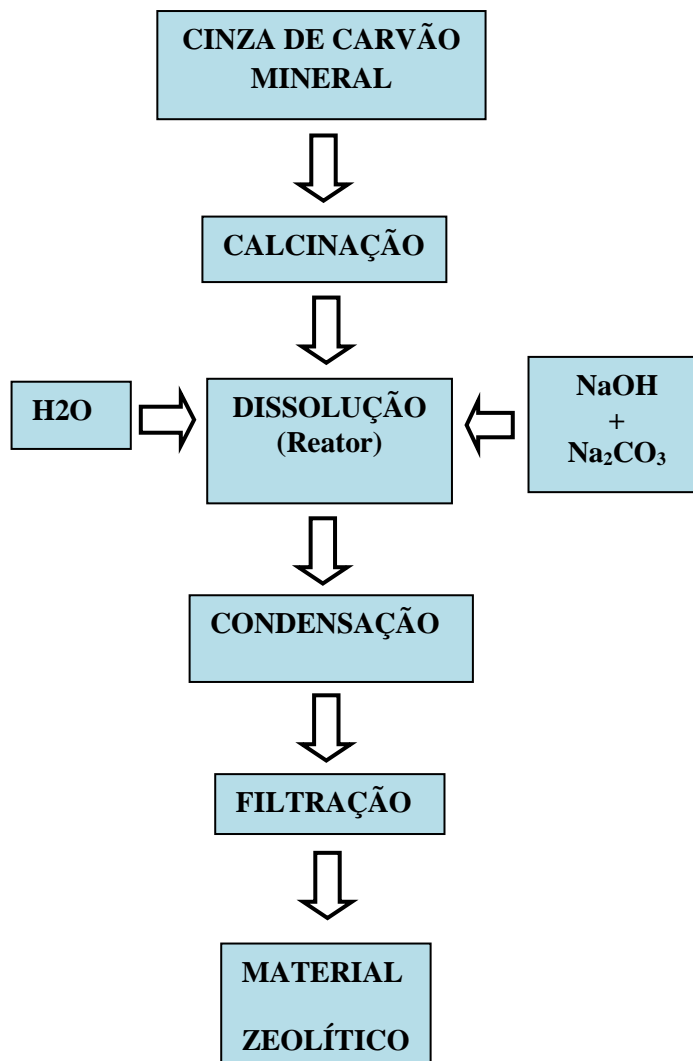 CINZA DE CARVÃO
MINERAL
CALCINAÇÃO
H2O
DISSOLUÇÃO
(Reator)
NaOH
+
Na₂CO₃
CONDENSAÇÃO
FILTRAÇÃO
MATERIAL
ZEOLÍTICO